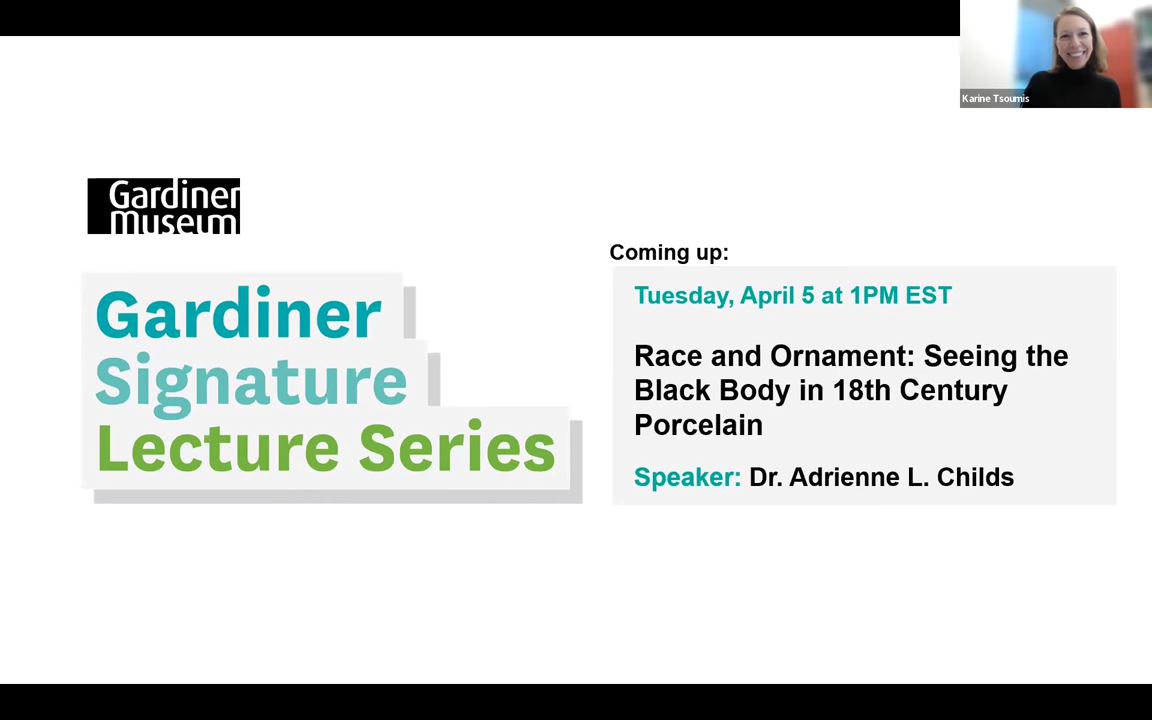 Karine Tsoumis
Gardiner
Museum
Gardiner
Signature
Lecture Series
Coming up:
Tuesday, April 5 at 1PM EST
Race and Ornament: Seeing the
Black Body in 18th Century
Porcelain
Speaker: Dr. Adrienne L. Childs